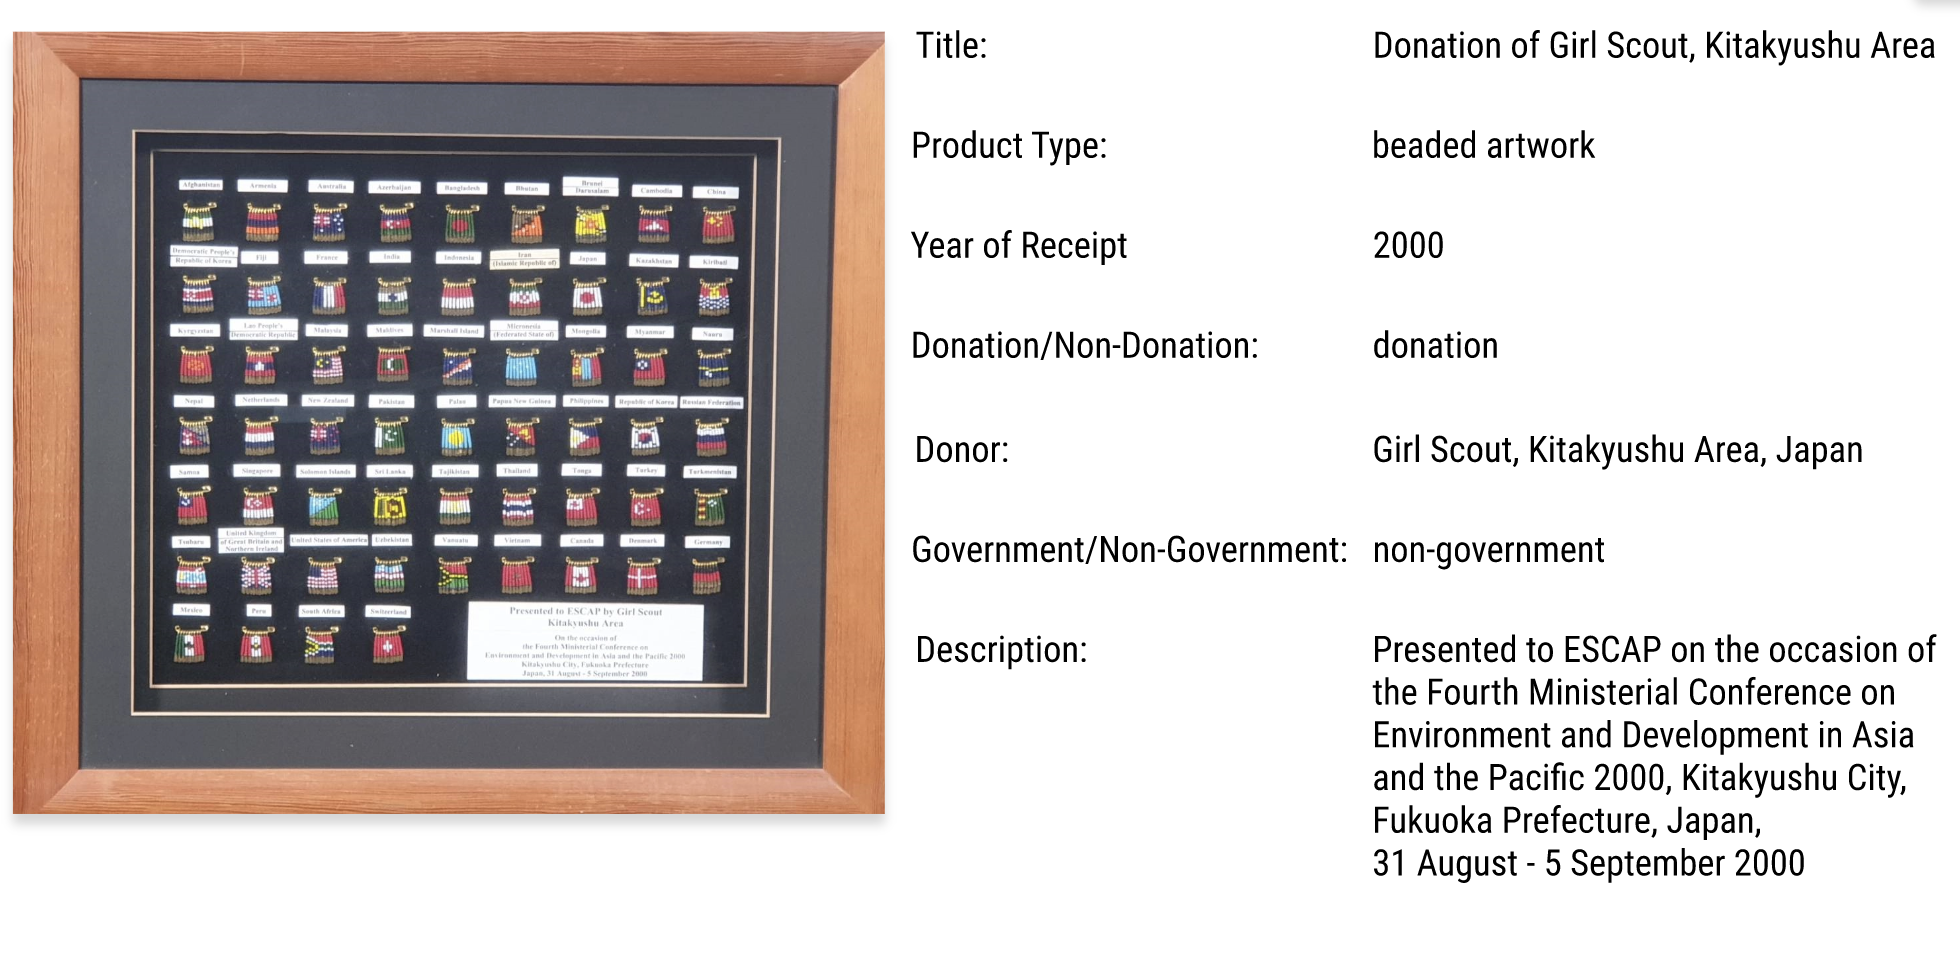 Afghanistan Armenia Australia Azerbaijan Bangladesh Bhutan Brunei Darusalam Cambodia China
Democratic People's Republic of Korea Fiji France India Indonesia Iran (Islamic Republic of) Japan Kazakhstan Kiribati
Kyrgyzstan Lao People's Democratic Republic Malaysia Maldives Marshall Island Micronesia (Federated State of) Mongolia Myanmar Nauru
Nepal Netherlands New Zealand Pakistan Palau Papua New Guinea Philippines Republic of Korea Russian Federation
Samoa Singapore Solomon Islands Sri Lanka Tajikistan Thailand Tonga Turkey Turkmenistan
United Kingdom of Great Britain and Northern Ireland United States of America Uzbekistan Vanuatu Vietnam Canada Denmark Germany
Mexico Peru South Africa Switzerland
Presented to ESCAP by Girl Scout
Kitakyushu Area
On the occasion of
the Fourth Ministerial Conference on
Environment and Development in Asia and the Pacific 2000
Kitakyushu City, Fukuoka Prefecture
Japan, 31 August - 5 September 2000
Title: Donation of Girl Scout, Kitakyushu Area
Product Type: beaded artwork
Year of Receipt 2000
Donation/Non-Donation: donation
Donor: Girl Scout, Kitakyushu Area, Japan
Government/Non-Government: non-government
Description: Presented to ESCAP on the occasion of
the Fourth Ministerial Conference on
Environment and Development in Asia
and the Pacific 2000, Kitakyushu City,
Fukuoka Prefecture, Japan,
31 August - 5 September 2000